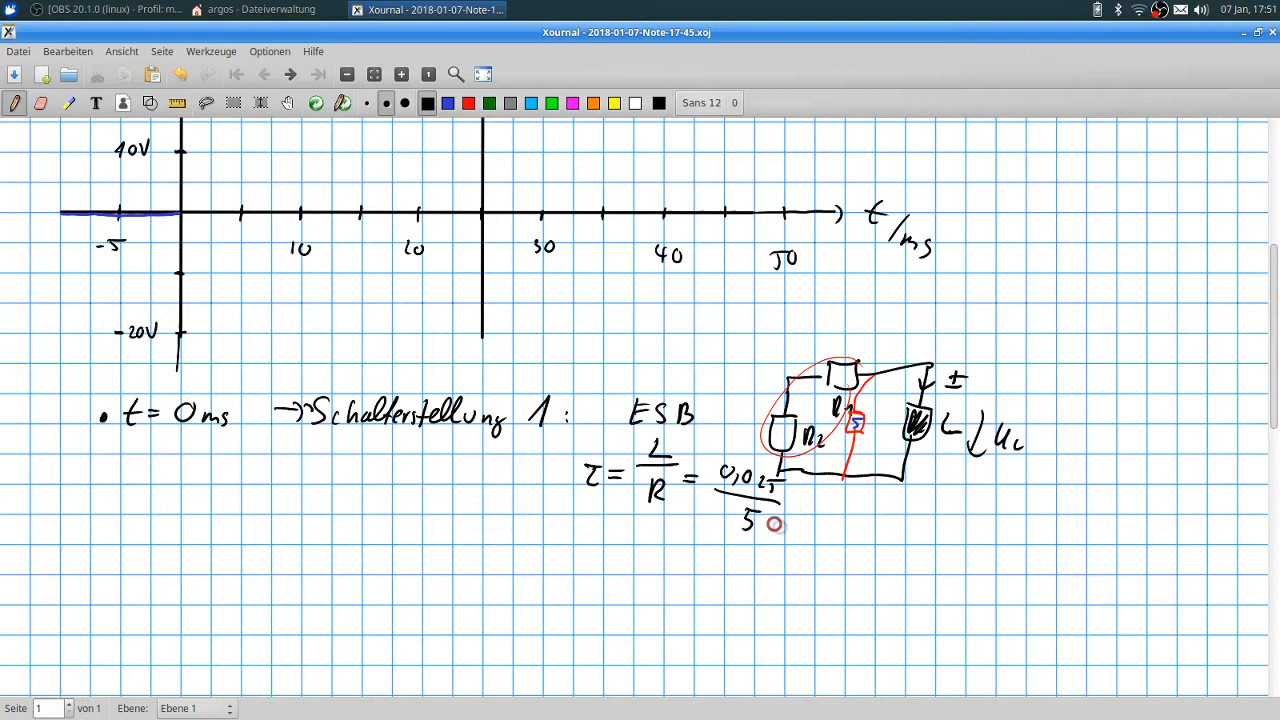 [OBS 20.1.0 (linux) - Profil: m...
argos - Dateiverwaltung
Xournal - 2018-01-07-Note-1...
07 Jan, 17:51
Xournal - 2018-01-07-Note-17-45.xoj
Datei Bearbeiten Ansicht Seite Werkzeuge Optionen Hilfe
Sans 12 0
40V
-5 10 20 30 40 50
t/ms
-20V
• t = 0ms → Schalterstellung 1: ESB
R1
±
R2
5
L
τ = L/R = 0,025/5
Seite 1 von 1 Ebene: Ebene 1